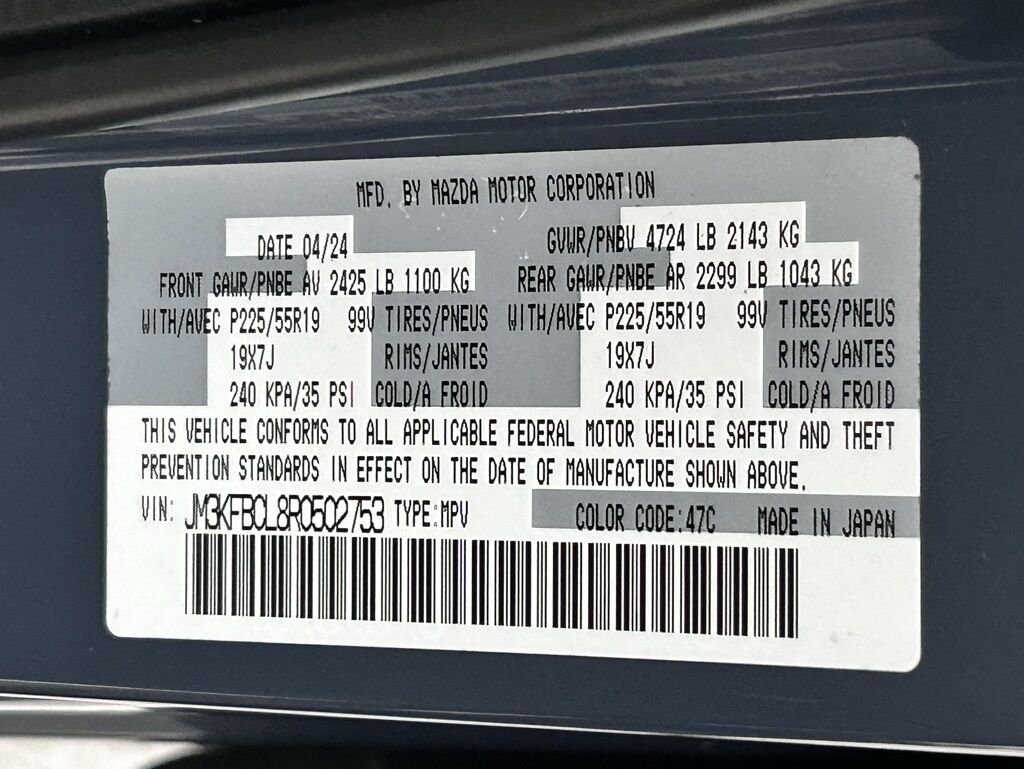 MFD. BY MAZDA MOTOR CORPORATION
DATE 04/24 GVWR/PNBV 4724 LB 2143 KG
FRONT GAWR/PNBE AV 2425 LB 1100 KG REAR GAWR/PNBE AR 2299 LB 1043 KG
WITH/AVEC P225/55R19 99V TIRES/PNEUS WITH/AVEC P225/55R19 99V TIRES/PNEUS
19X7J RIMS/JANTES 19X7J RIMS/JANTES
240 KPA/35 PSI COLD/A FROID 240 KPA/35 PSI COLD/A FROID
THIS VEHICLE CONFORMS TO ALL APPLICABLE FEDERAL MOTOR VEHICLE SAFETY AND THEFT
PREVENTION STANDARDS IN EFFECT ON THE DATE OF MANUFACTURE SHOWN ABOVE.
VIN: JM3KFBCL8R0502753 TYPE:MPV COLOR CODE:47C MADE IN JAPAN